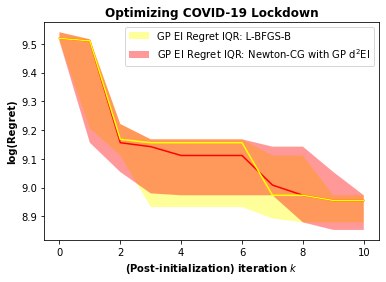 Optimizing COVID-19 Lockdown
GP EI Regret IQR: L-BFGS-B
GP EI Regret IQR: Newton-CG with GP d²EI
log(Regret)
9.5
9.4
9.3
9.2
9.1
9.0
8.9
0 2 4 6 8 10
(Post-initialization) iteration k